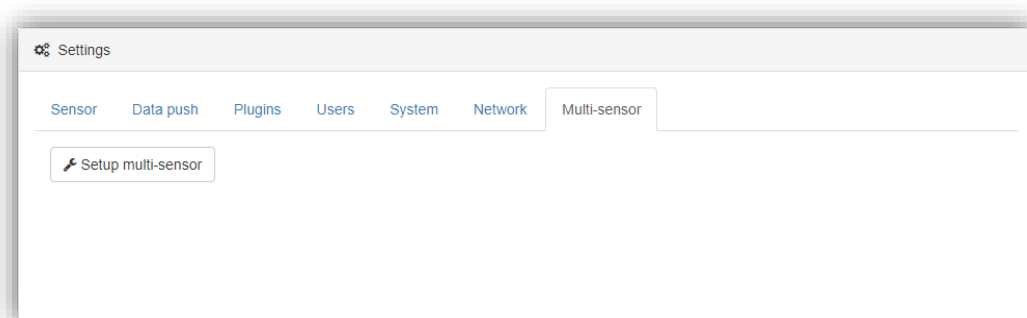 Settings
Sensor Data push Plugins Users System Network Multi-sensor
Setup multi-sensor